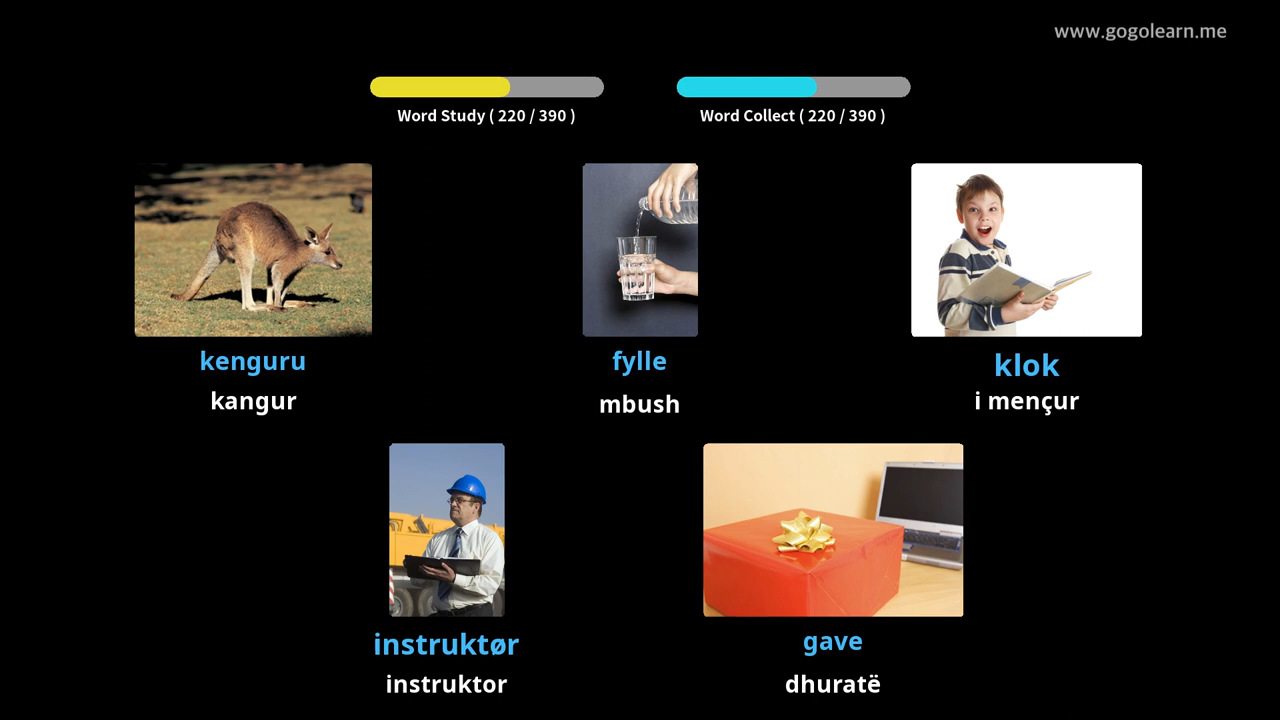 www.gogolearn.me
Word Study ( 220 / 390 )
Word Collect ( 220 / 390 )
kenguru
kangur
fylle
mbush
klok
i mençur
instruktør
instruktor
gave
dhuratë